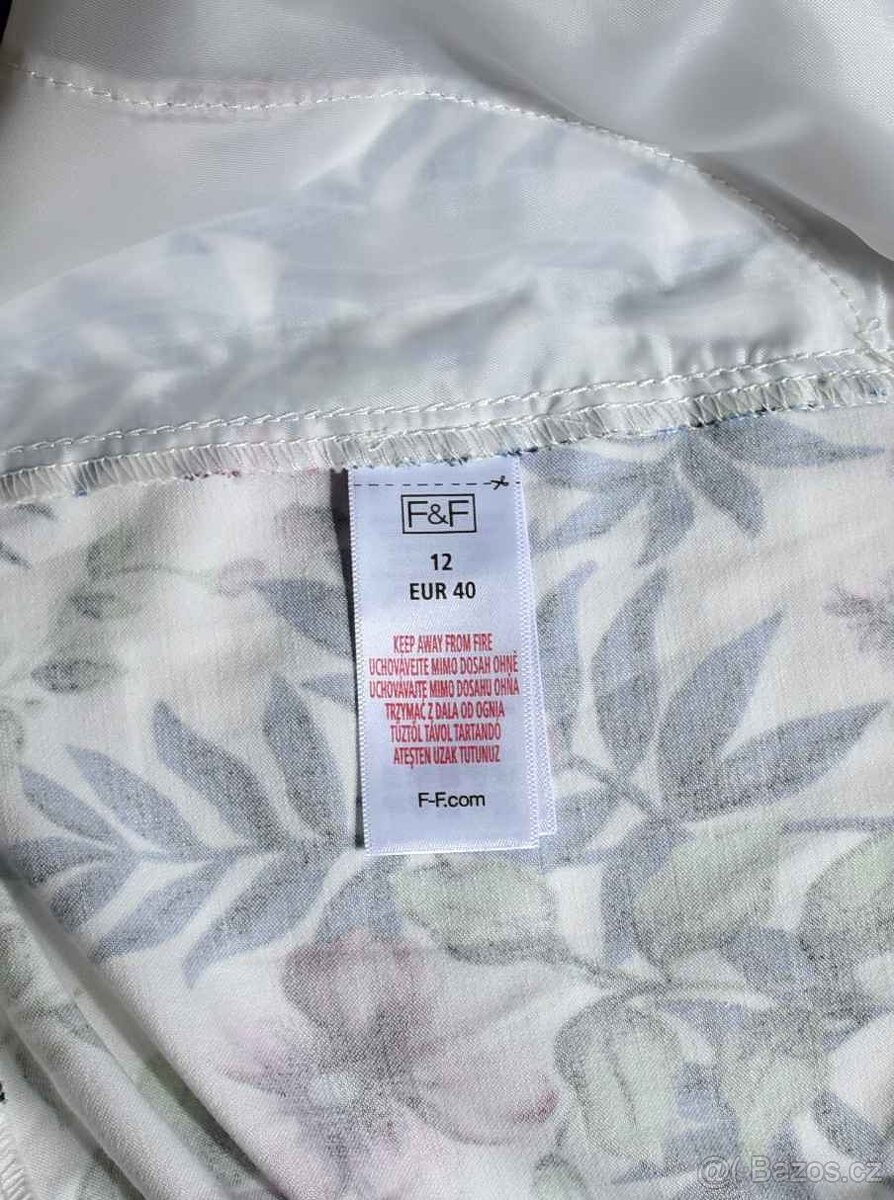 F&F
12
EUR 40
KEEP AWAY FROM FIRE
UCHOVÁVEJTE MIMO DOSAH OHNĚ
UCHOVÁVAJTE MIMO DOSAHU OHŇA
TRZYMAĆ Z DALA OD OGNIA
TŰZTŐL TÁVOL TARTANDÓ
ATEŞTEN UZAK TUTUNUZ
F-F.com
@ Bazos.cz